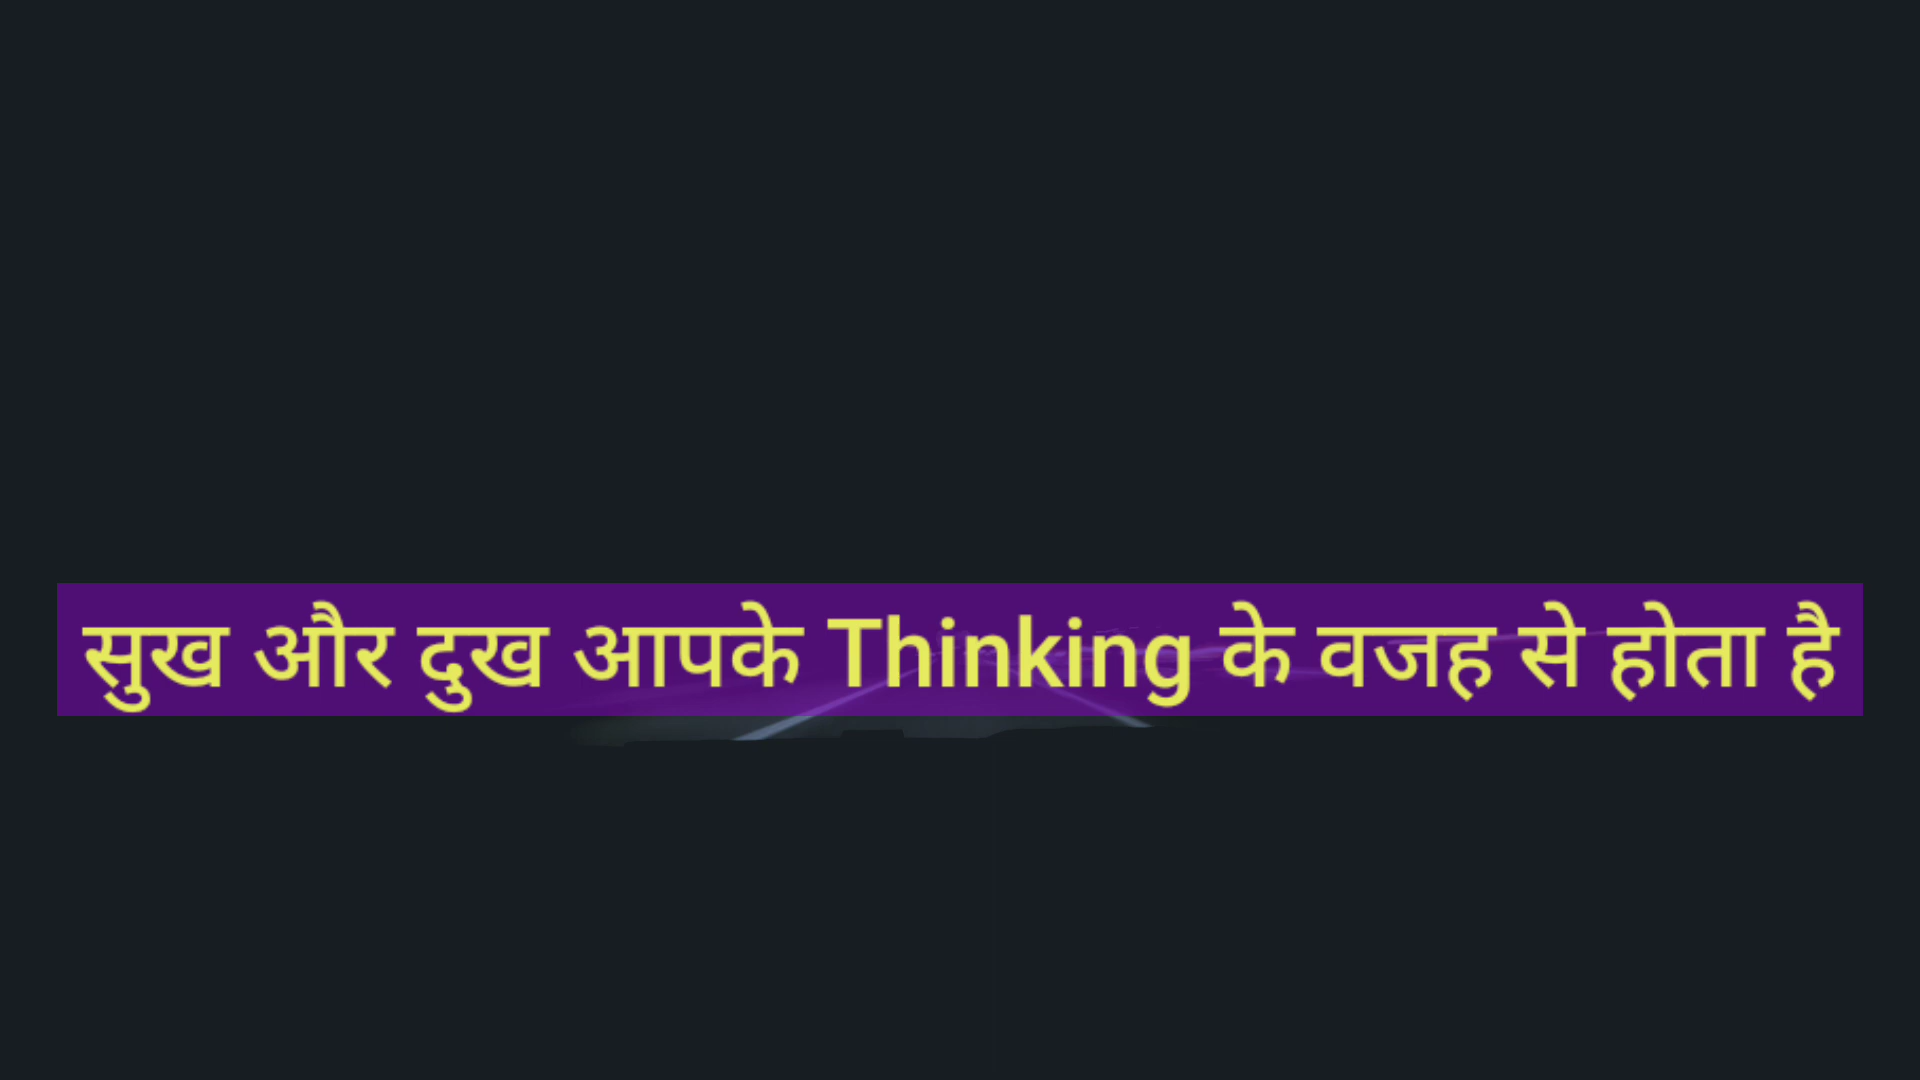 सुख और दुख आपके Thinking के वजह से होता है